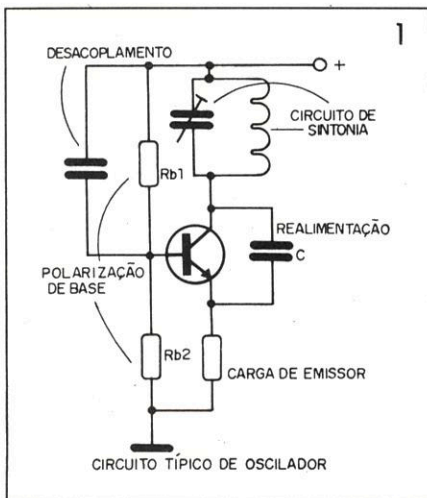 1
DESACOPLAMENTO
+
CIRCUITO DE
SINTONIA
Rb1
REALIMENTAÇÃO
C
POLARIZAÇÃO
DE BASE
Rb2
CARGA DE EMISSOR
CIRCUITO TÍPICO DE OSCILADOR